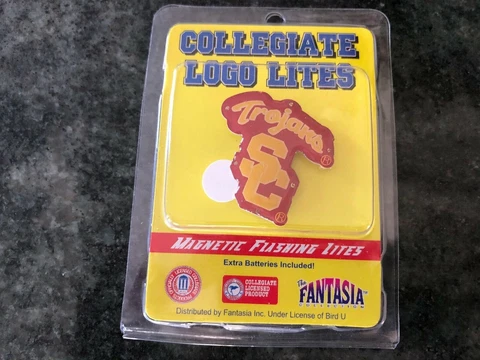 COLLEGIATE
LOGO LITES
Trojans
SC
MAGNETIC FLASHING LITES
Extra Batteries Included!
COLLEGIATE
LICENSED
PRODUCT
The
FANTASIA
COLLECTION
Distributed by Fantasia Inc. Under License of Bird U